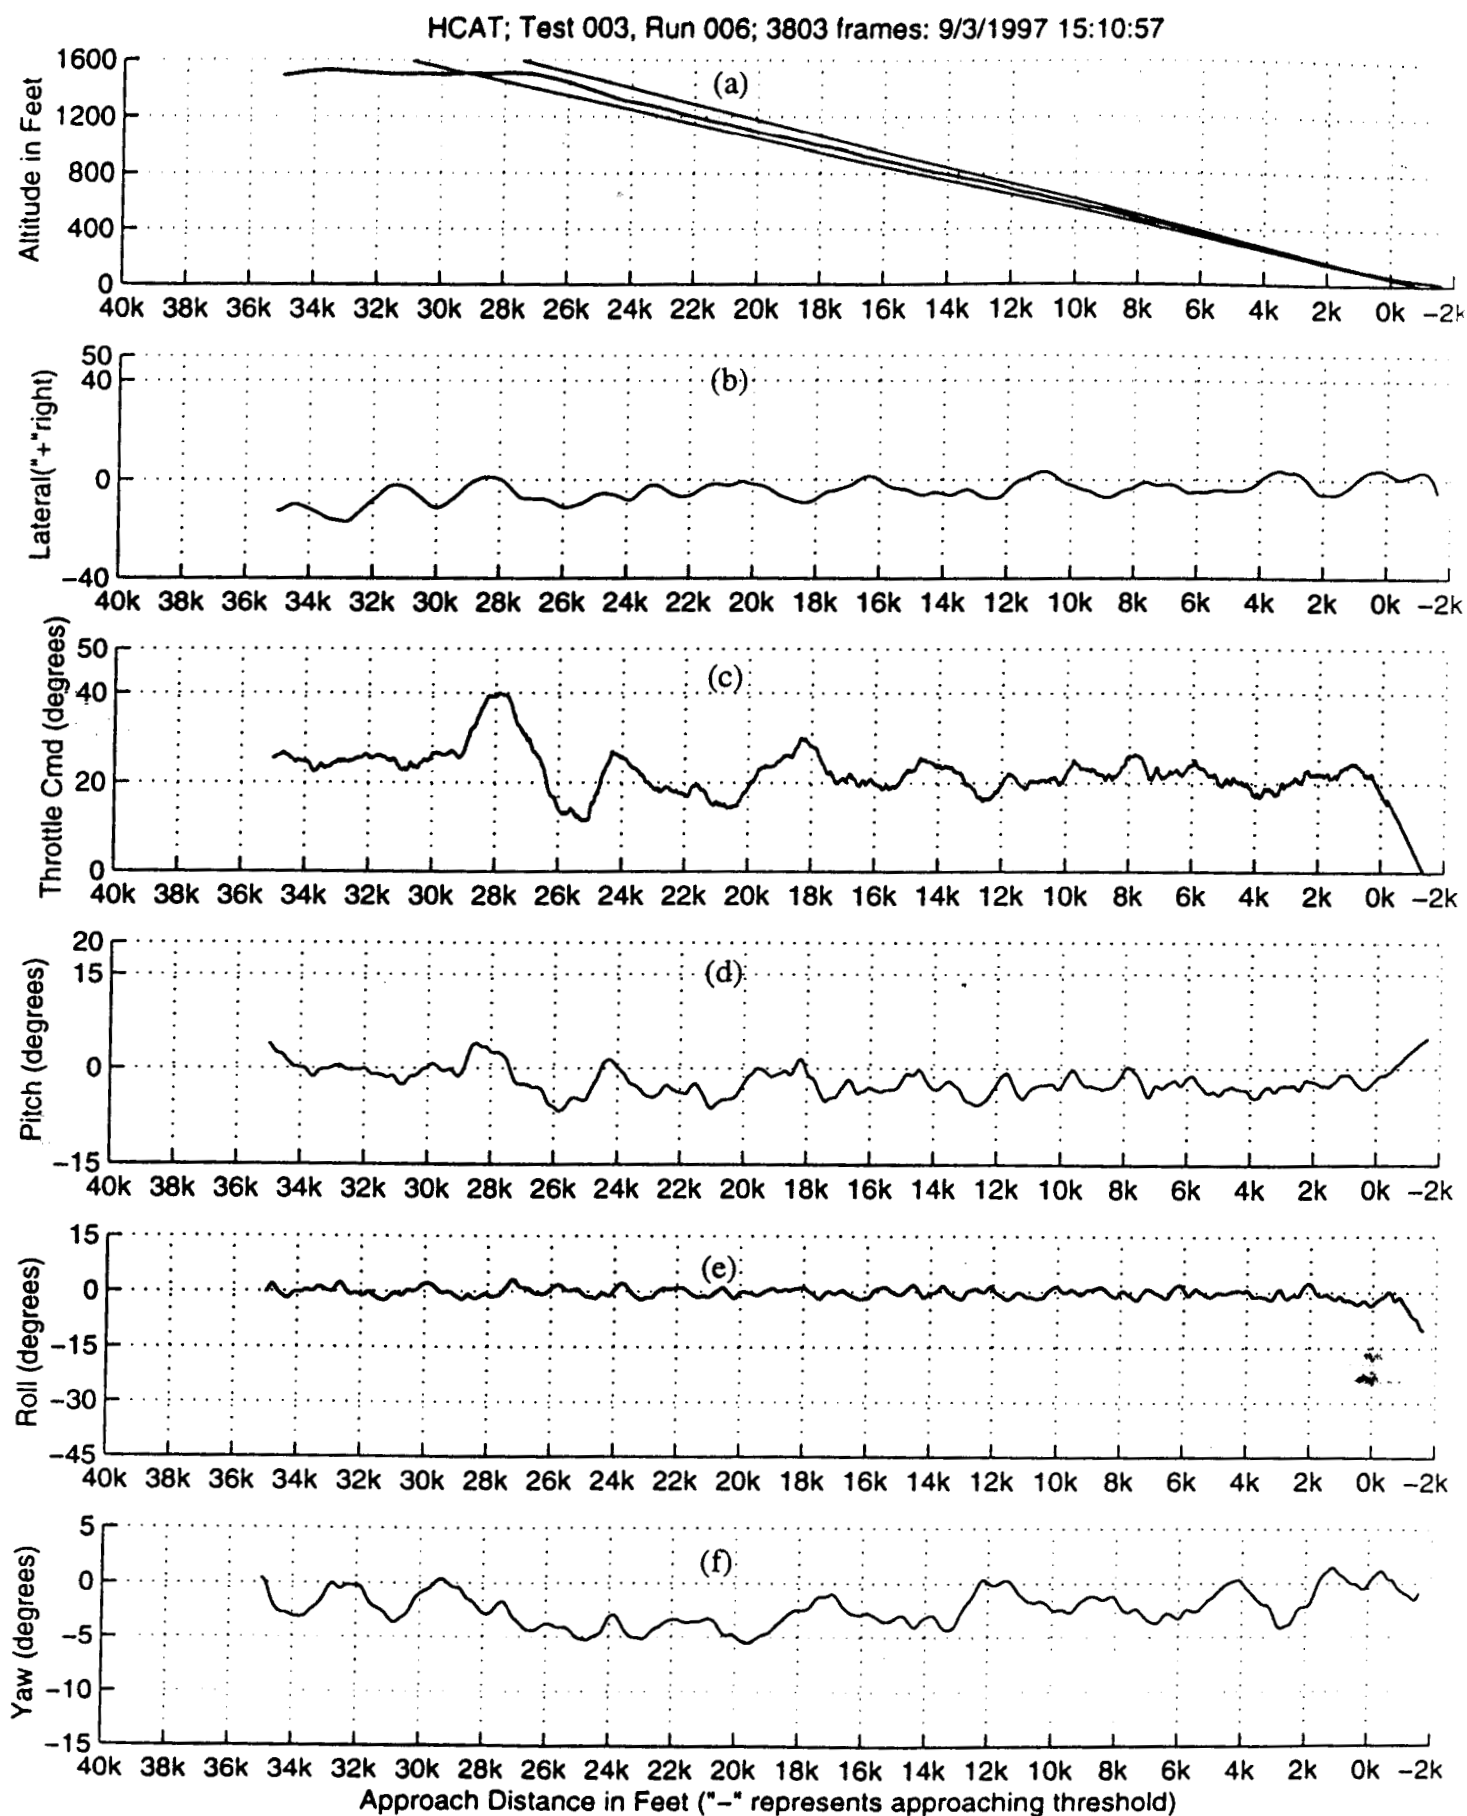 HCAT; Test 003, Run 006; 3803 frames: 9/3/1997 15:10:57
(a)
Altitude in Feet
1600
1200
800
400
0
40k 38k 36k 34k 32k 30k 28k 26k 24k 22k 20k 18k 16k 14k 12k 10k 8k 6k 4k 2k 0k −2k
(b)
Lateral("+"right)
50
40
0
−40
40k 38k 36k 34k 32k 30k 28k 26k 24k 22k 20k 18k 16k 14k 12k 10k 8k 6k 4k 2k 0k −2k
(c)
Throttle Cmd (degrees)
50
40
20
0
40k 38k 36k 34k 32k 30k 28k 26k 24k 22k 20k 18k 16k 14k 12k 10k 8k 6k 4k 2k 0k −2k
(d)
Pitch (degrees)
20
15
0
−15
40k 38k 36k 34k 32k 30k 28k 26k 24k 22k 20k 18k 16k 14k 12k 10k 8k 6k 4k 2k 0k −2k
(e)
Roll (degrees)
15
0
−15
−30
−45
40k 38k 36k 34k 32k 30k 28k 26k 24k 22k 20k 18k 16k 14k 12k 10k 8k 6k 4k 2k 0k −2k
(f)
Yaw (degrees)
5
0
−5
−10
−15
40k 38k 36k 34k 32k 30k 28k 26k 24k 22k 20k 18k 16k 14k 12k 10k 8k 6k 4k 2k 0k −2k
Approach Distance in Feet ("−" represents approaching threshold)